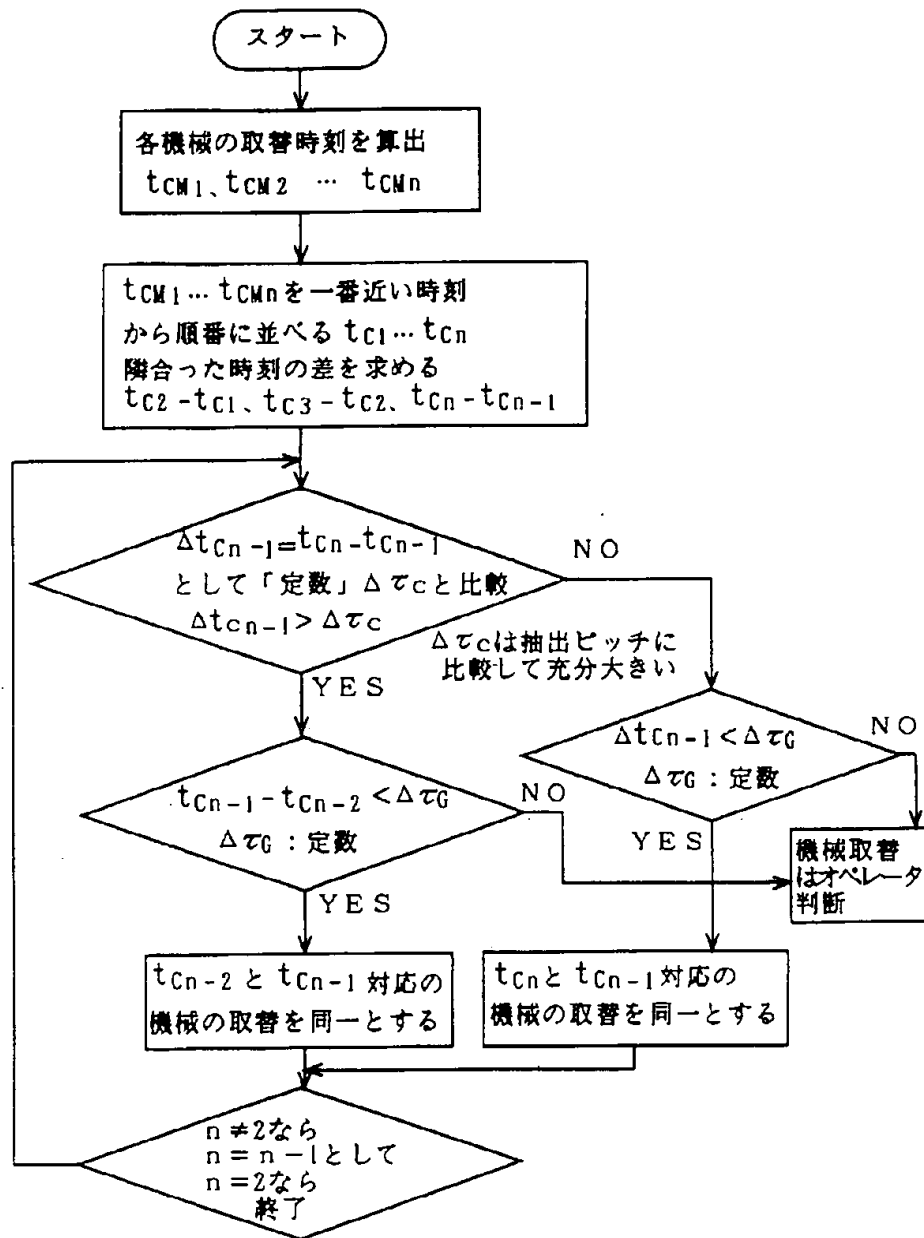 スタート
各機械の取替時刻を算出
tCM1、tCM2 … tCMn
tCM1… tCMnを一番近い時刻
から順番に並べる tC1… tCn
隣合った時刻の差を求める
tC2-tC1、tC3-tC2、tCn-tCn-1
ΔtCn-1=tCn-tCn-1
として「定数」Δτcと比較
Δtcn-1>Δτc
NO
YES
Δτcは抽出ピッチに
比較して充分大きい
ΔtCn-1<ΔτG
ΔτG:定数
NO
YES
tCn-1-tCn-2<ΔτG
ΔτG:定数
NO
YES
機械取替
はオペレータ
判断
tCn-2とtCn-1対応の
機械の取替を同一とする
tCnとtCn-1対応の
機械の取替を同一とする
n≠2なら
n=n-1として
n=2なら
終了